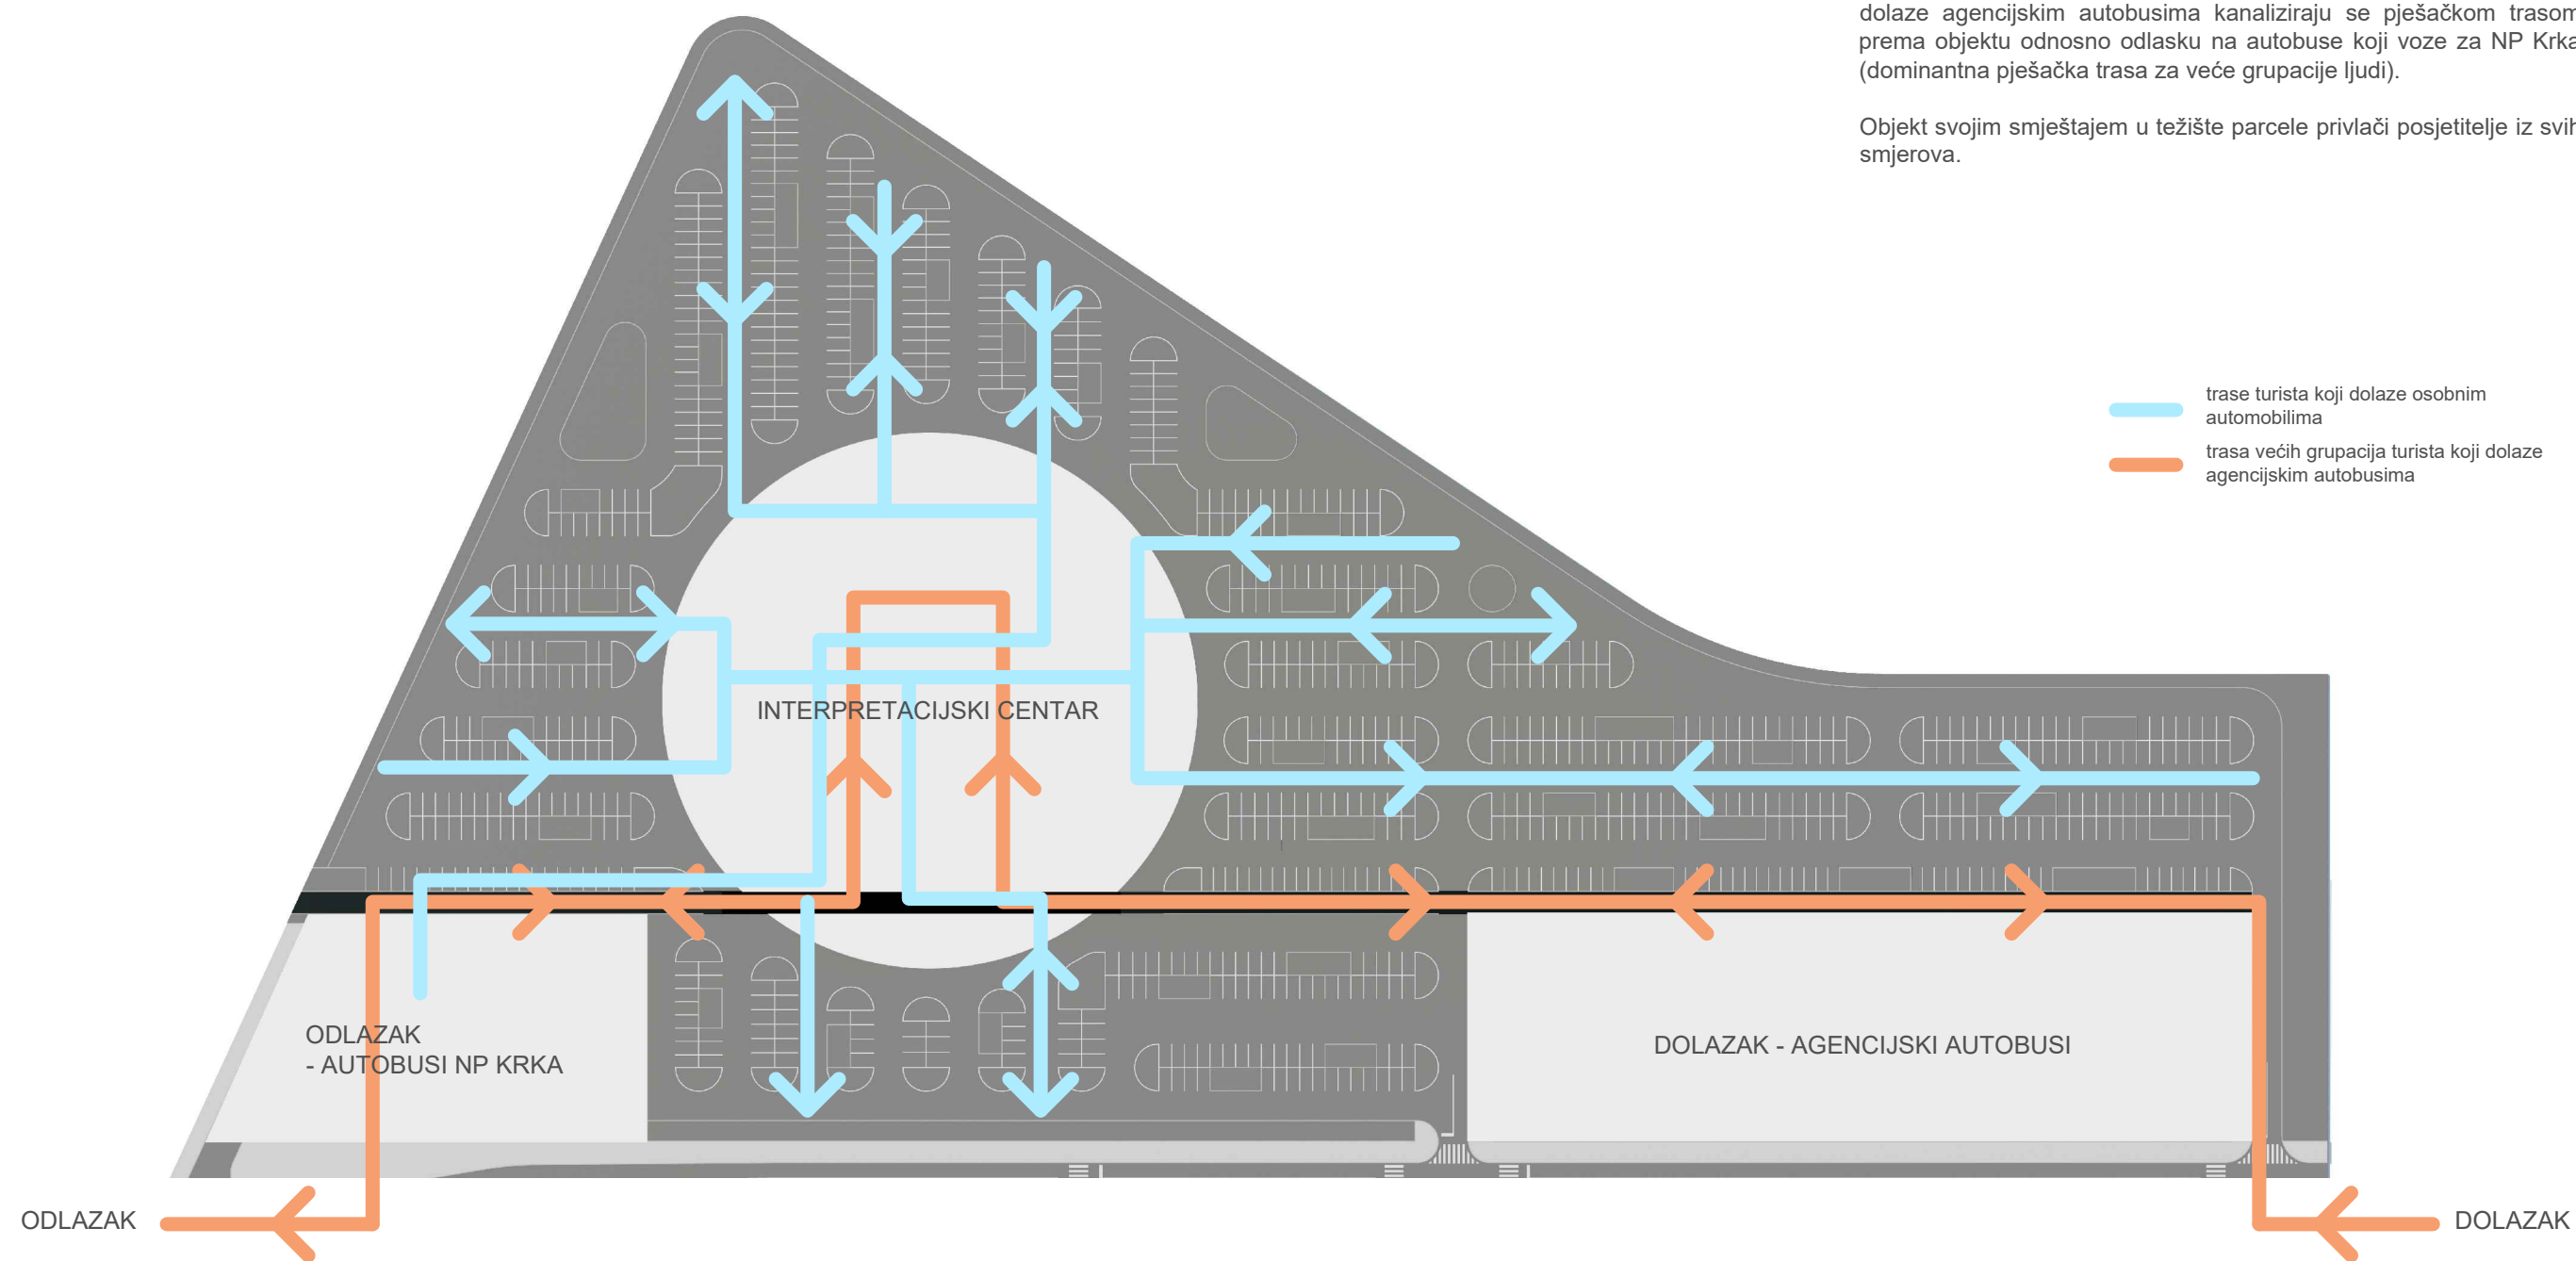 dolaze agencijskim autobusima kanaliziraju se pješačkom trasom
prema objektu odnosno odlasku na autobuse koji voze za NP Krka
(dominantna pješačka trasa za veće grupacije ljudi).
Objekt svojim smještajem u težište parcele privlači posjetitelje iz svih
smjerova.
trase turista koji dolaze osobnim
automobilima
trasa većih grupacija turista koji dolaze
agencijskim autobusima
INTERPRETACIJSKI CENTAR
ODLAZAK
- AUTOBUSI NP KRKA
DOLAZAK - AGENCIJSKI AUTOBUSI
ODLAZAK
DOLAZAK